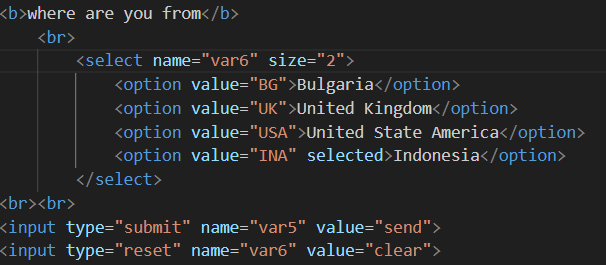 <b>where are you from</b>
<br>
<select name="var6" size="2">
<option value="BG">Bulgaria</option>
<option value="UK">United Kingdom</option>
<option value="USA">United State America</option>
<option value="INA" selected>Indonesia</option>
</select>
<br><br>
<input type="submit" name="var5" value="send">
<input type="reset" name="var6" value="clear">